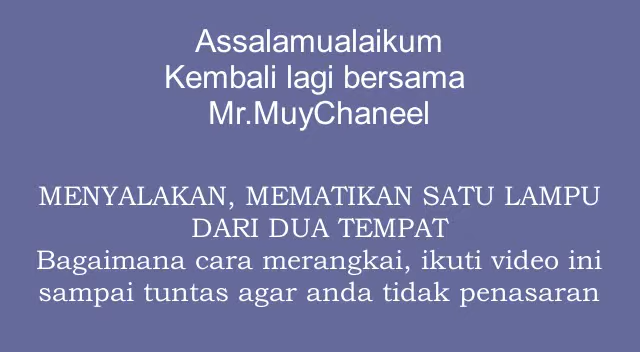 Assalamualaikum
Kembali lagi bersama
Mr.MuyChaneel
MENYALAKAN, MEMATIKAN SATU LAMPU
DARI DUA TEMPAT
Bagaimana cara merangkai, ikuti video ini
sampai tuntas agar anda tidak penasaran